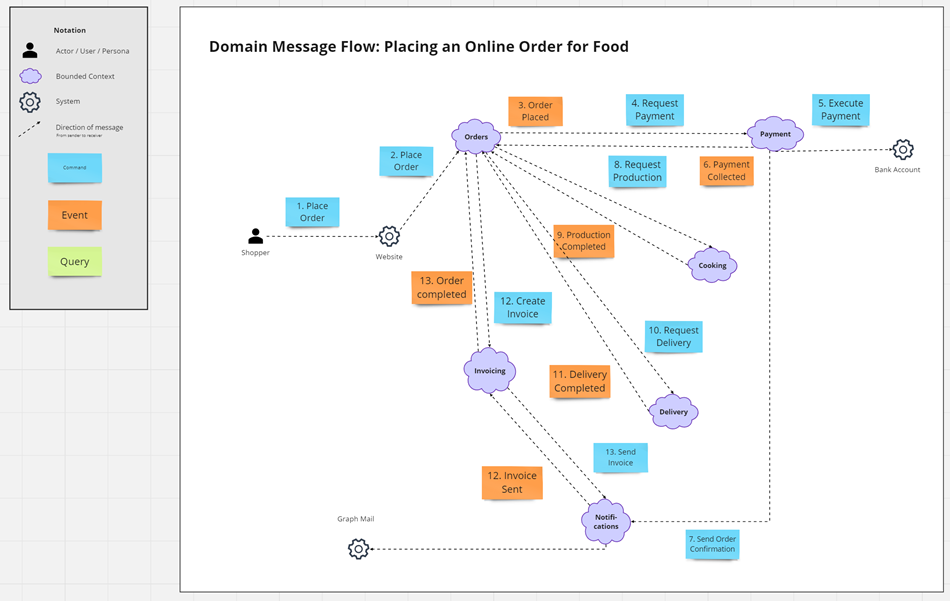 Notation
Actor / User / Persona
Bounded Context
System
Direction of message
From sender to receiver
Command
Event
Query
Domain Message Flow: Placing an Online Order for Food
3. Order
Placed
4. Request
Payment
5. Execute
Payment
Orders
Payment
2. Place
Order
8. Request
Production
6. Payment
Collected
Bank Account
1. Place
Order
Shopper
Website
9. Production
Completed
Cooking
13. Order
completed
12. Create
Invoice
10. Request
Delivery
Invoicing
11. Delivery
Completed
Delivery
13. Send
Invoice
12. Invoice
Sent
Notifi-
cations
Graph Mail
7. Send Order
Confirmation